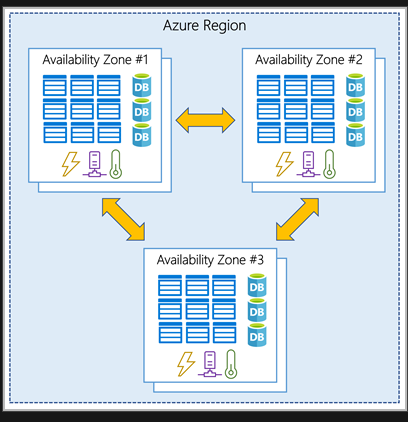 Azure Region
Availability Zone #1
DB
DB
DB
Availability Zone #2
DB
DB
DB
Availability Zone #3
DB
DB
DB